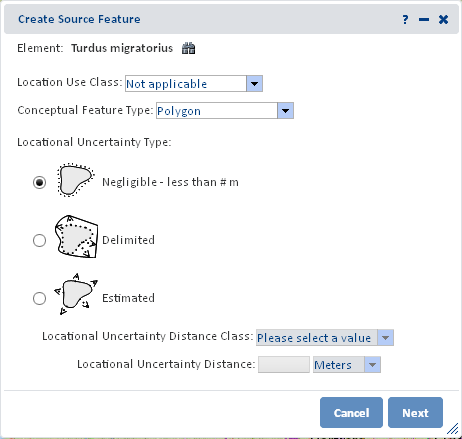 Create Source Feature ? – ×
Element: Turdus migratorius
Location Use Class: Not applicable
Conceptual Feature Type: Polygon
Locational Uncertainty Type:
Negligible - less than # m
Delimited
Estimated
Locational Uncertainty Distance Class: Please select a value
Locational Uncertainty Distance: Meters
Cancel Next